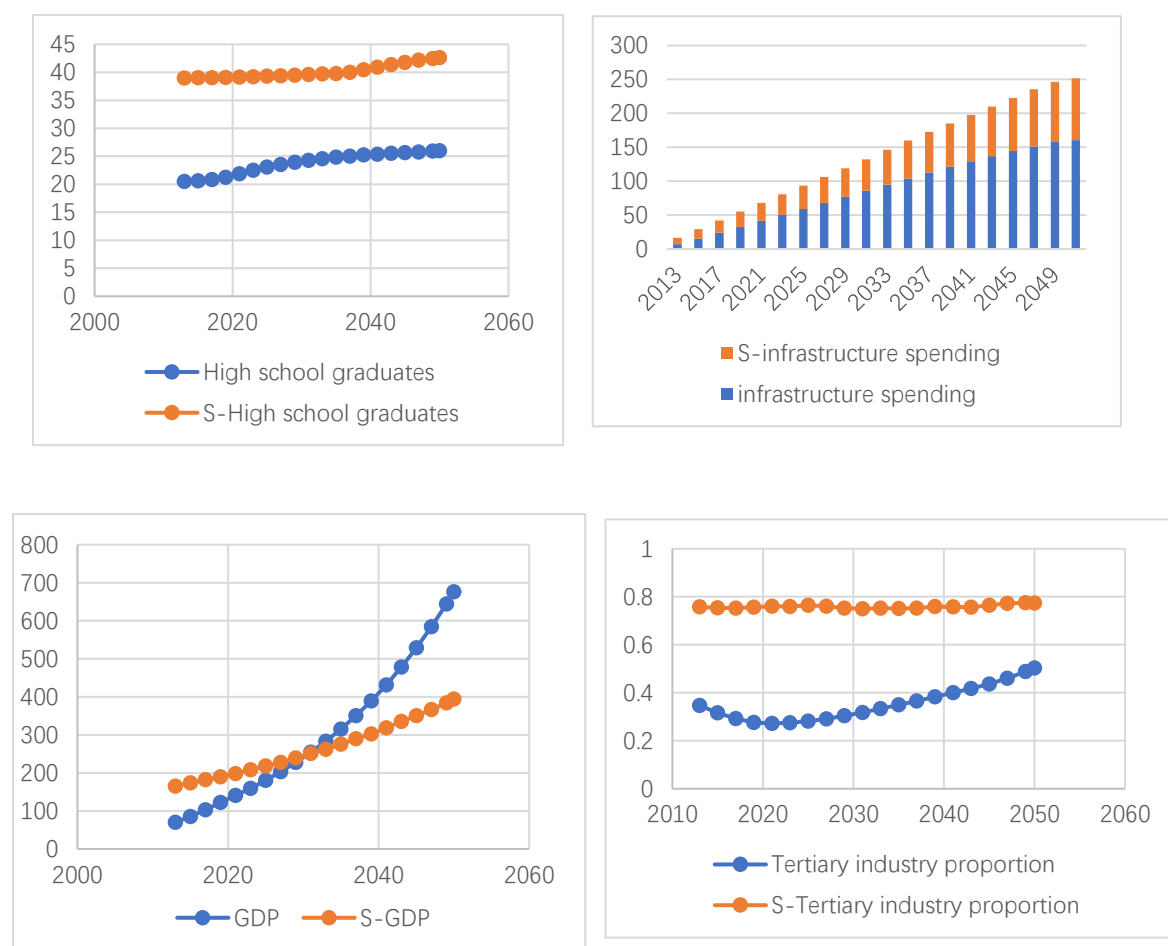 45
40
35
30
25
20
15
10
5
0
2000 2020 2040 2060
High school graduates
S-High school graduates
300
250
200
150
100
50
0
2013 2017 2021 2025 2029 2033 2037 2041 2045 2049
S-infrastructure spending
infrastructure spending
800
700
600
500
400
300
200
100
0
2000 2020 2040 2060
GDP S-GDP
1
0.8
0.6
0.4
0.2
0
2010 2020 2030 2040 2050 2060
Tertiary industry proportion
S-Tertiary industry proportion